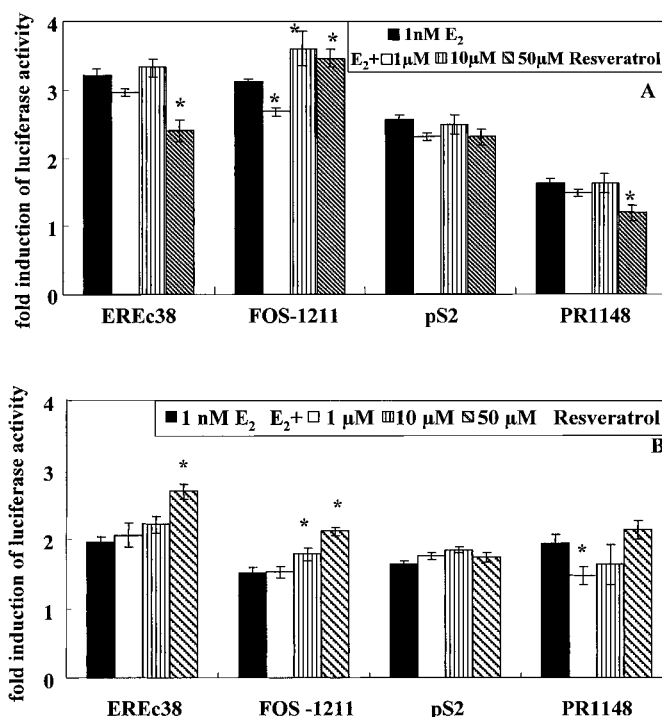 4
3
2
1
0
fold induction of luciferase activity
1nM E₂
E₂+ 1µM 10µM 50µM Resveratrol
A
* * * * *
EREc38 FOS-1211 pS2 PR1148
4
3
2
1
0
fold induction of luciferase activity
1 nM E₂ E₂+ 1 µM 10 µM 50 µM Resveratrol
B
* * * *
EREc38 FOS -1211 pS2 PR1148